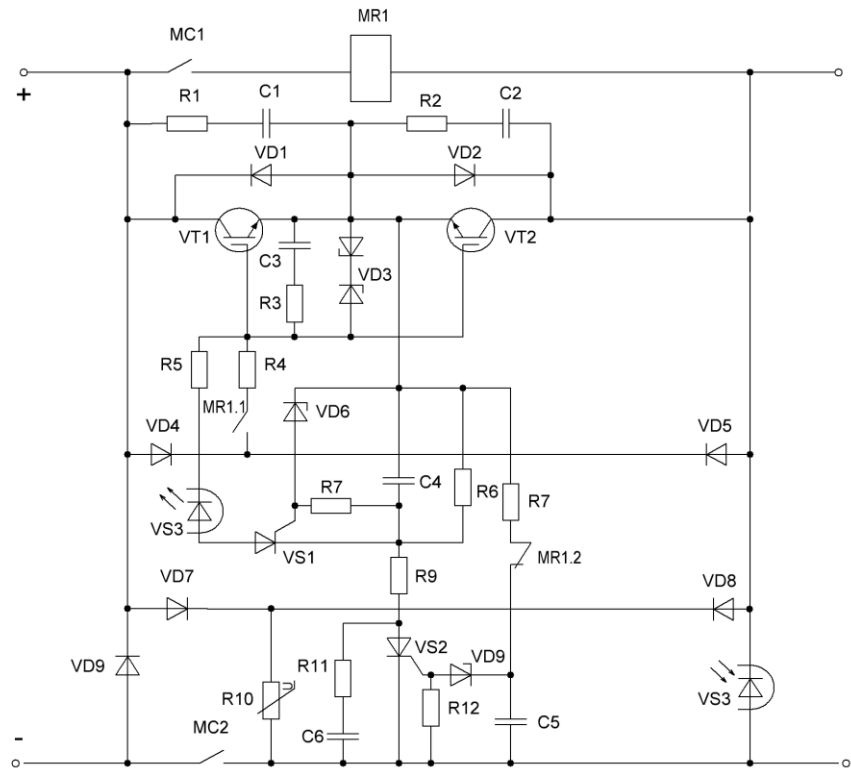 MR1
MC1
+
R1
C1
R2
C2
VD1
VD2
VT1
C3
VD3
VT2
R3
R5
R4
MR1.1
VD6
VD4
VD5
R7
C4
R6
R7
VS3
VS1
MR1.2
R9
VD7
VD8
VS2
VD9
VD9
R11
R10
U
R12
VS3
MC2
C6
C5
-